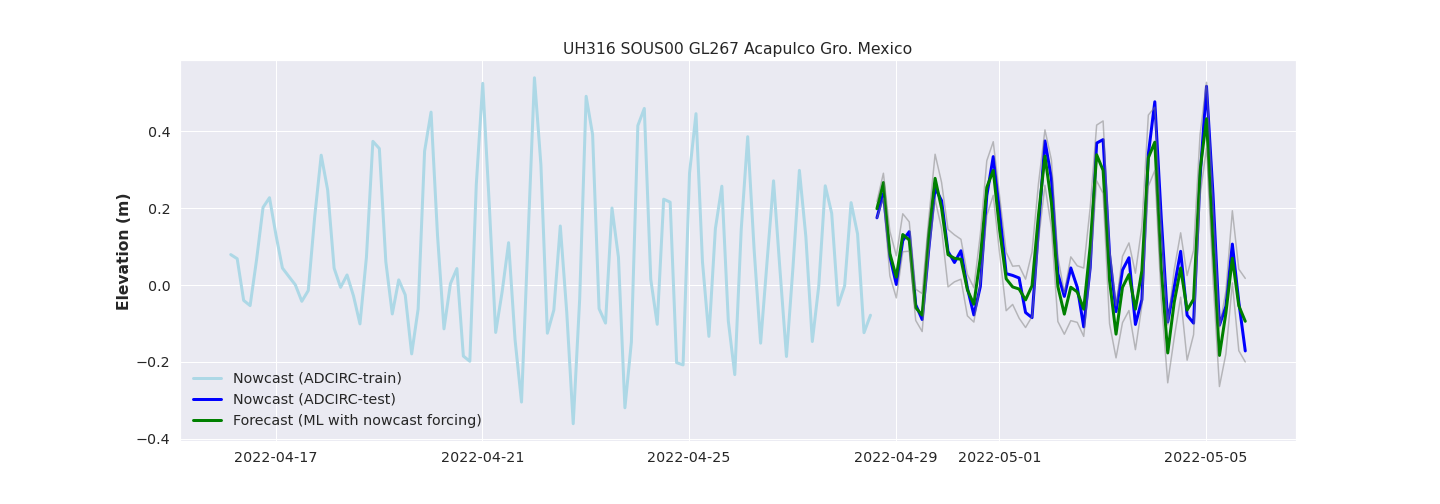 UH316 SOUS00 GL267 Acapulco Gro. Mexico
Elevation (m)
0.4
0.2
0.0
−0.2
−0.4
Nowcast (ADCIRC-train)
Nowcast (ADCIRC-test)
Forecast (ML with nowcast forcing)
2022-04-17 2022-04-21 2022-04-25 2022-04-29 2022-05-01 2022-05-05